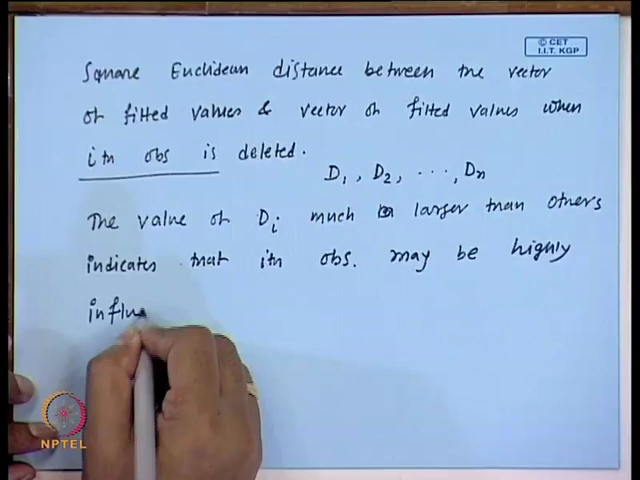 © CET
I.I.T. KGP
Square Euclidean distance between the vector
of fitted values & vector of fitted values when
ith obs is deleted.
D1, D2, ..., Dn
The value of Di much larger than others
indicates that ith obs. may be highly
influ
NPTEL